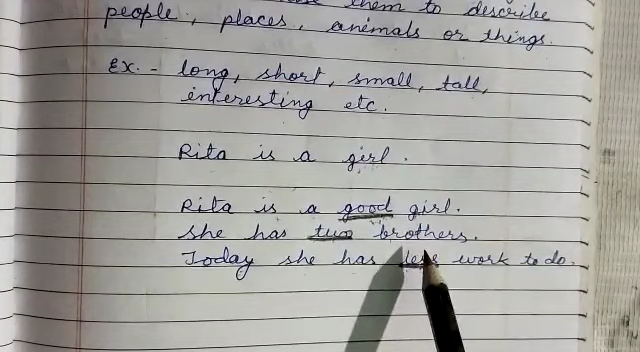 them to describe
people, places, animals or things.
Ex. - long, short, small, tall,
interesting etc.
Rita is a girl.
Rita is a good girl.
She has two brothers.
Today she has less work to do.